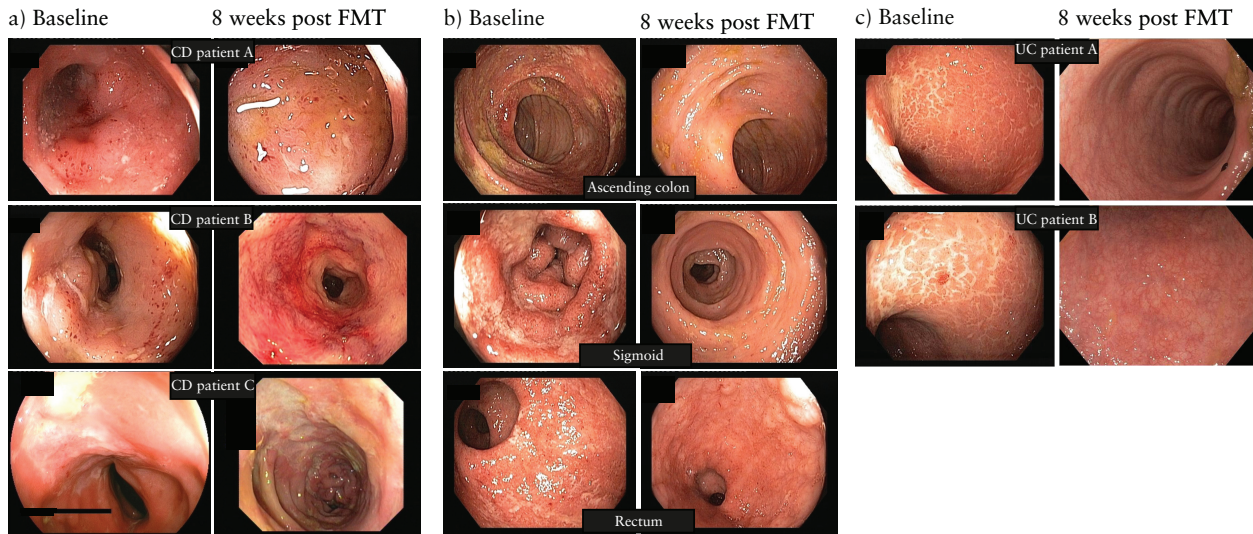 a) Baseline
8 weeks post FMT
CD patient A
CD patient B
CD patient C
b) Baseline
8 weeks post FMT
Ascending colon
Sigmoid
Rectum
c) Baseline
8 weeks post FMT
UC patient A
UC patient B